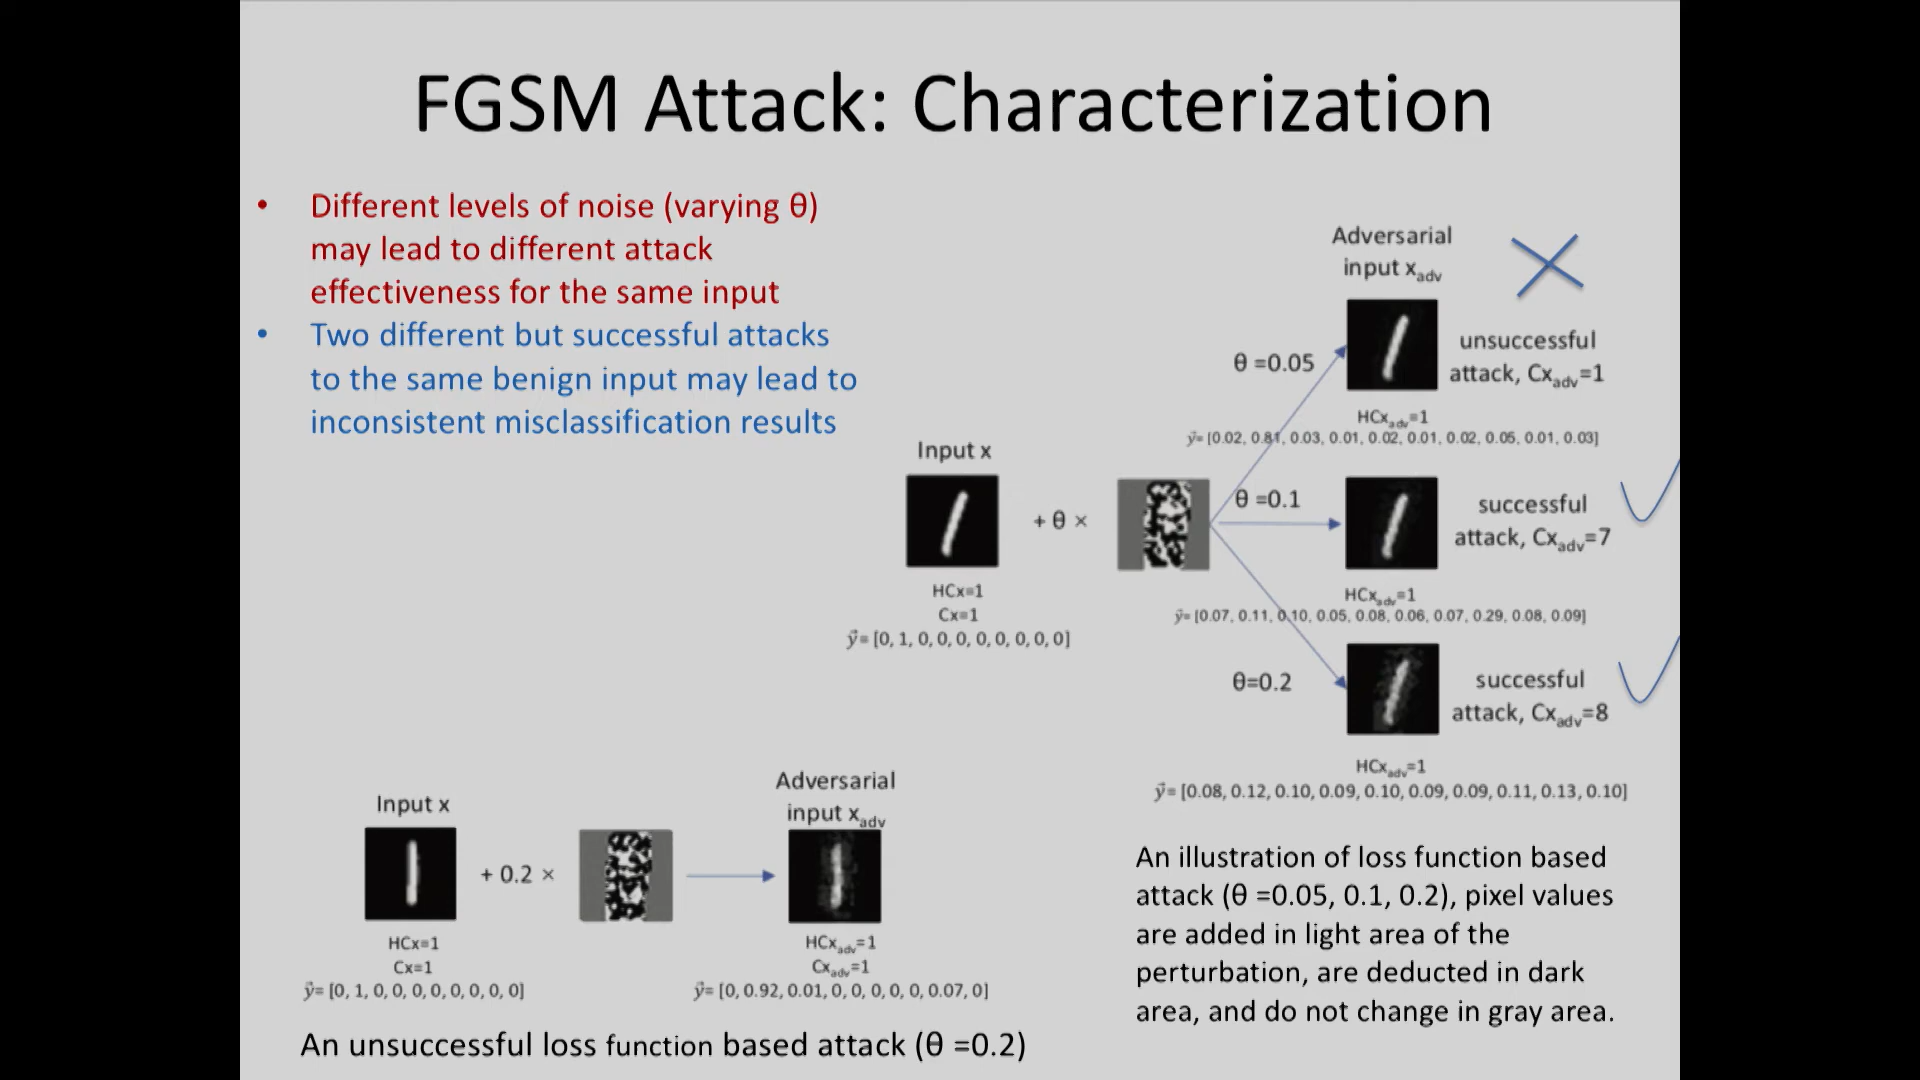 FGSM Attack: Characterization
• Different levels of noise (varying θ)
may lead to different attack
effectiveness for the same input
• Two different but successful attacks
to the same benign input may lead to
inconsistent misclassification results
Input x
HCx=1
Cx=1
y⃗= [0, 1, 0, 0, 0, 0, 0, 0, 0, 0]
+ θ ×
Adversarial
input xadv
θ =0.05
unsuccessful
attack, Cxadv=1
HCxadv=1
y⃗= [0.02, 0.81, 0.03, 0.01, 0.02, 0.01, 0.02, 0.05, 0.01, 0.03]
θ =0.1
successful
attack, Cxadv=7
HCxadv=1
y⃗= [0.07, 0.11, 0.10, 0.05, 0.08, 0.06, 0.07, 0.29, 0.08, 0.09]
θ=0.2
successful
attack, Cxadv=8
HCxadv=1
y⃗= [0.08, 0.12, 0.10, 0.09, 0.10, 0.09, 0.09, 0.11, 0.13, 0.10]
Input x
HCx=1
Cx=1
y⃗= [0, 1, 0, 0, 0, 0, 0, 0, 0, 0]
+ 0.2 ×
Adversarial
input xadv
HCxadv=1
Cxadv=1
y⃗= [0, 0.92, 0.01, 0, 0, 0, 0, 0, 0.07, 0]
An unsuccessful loss function based attack (θ =0.2)
An illustration of loss function based
attack (θ =0.05, 0.1, 0.2), pixel values
are added in light area of the
perturbation, are deducted in dark
area, and do not change in gray area.